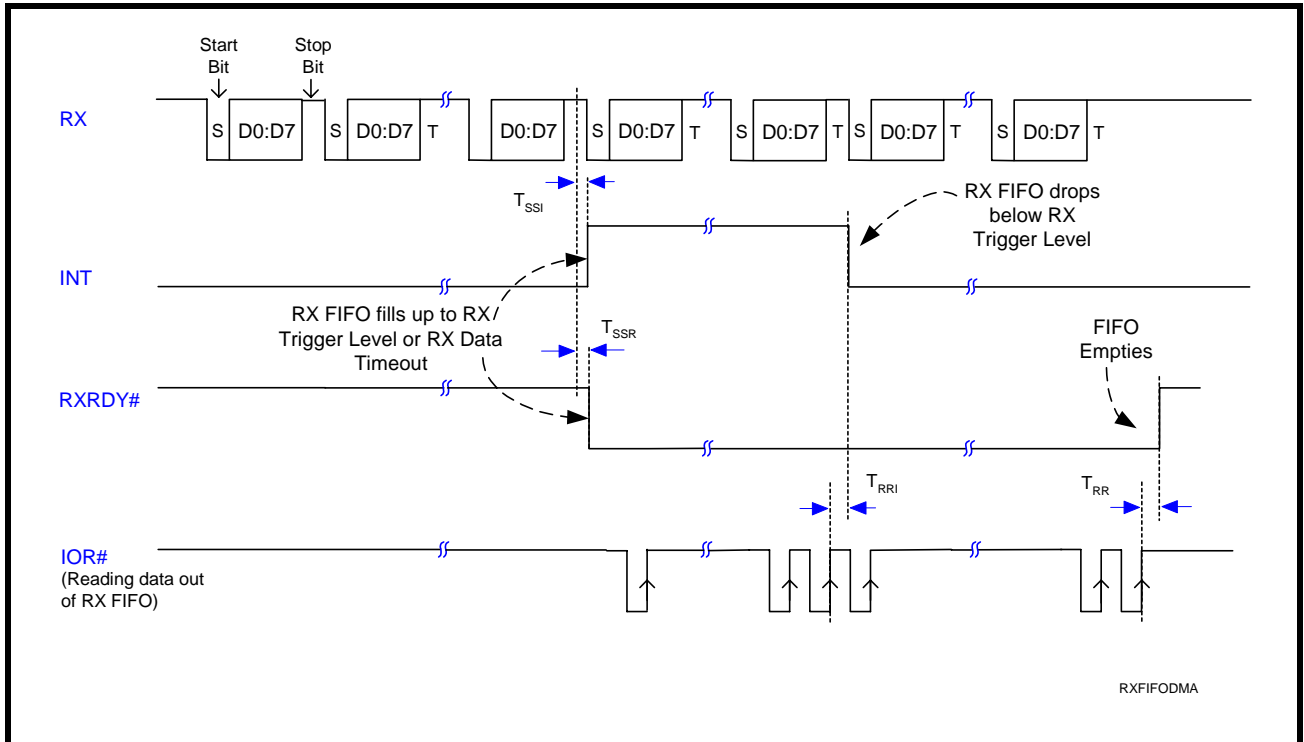 Start
Bit
Stop
Bit
RX
S D0:D7 S D0:D7 T D0:D7 S D0:D7 T S D0:D7 T S D0:D7 T S D0:D7 T
TSSI
RX FIFO drops
below RX
Trigger Level
INT
RX FIFO fills up to RX
Trigger Level or RX Data
Timeout
TSSR
FIFO
Empties
RXRDY#
TRRI
TRR
IOR#
(Reading data out
of RX FIFO)
RXFIFODMA